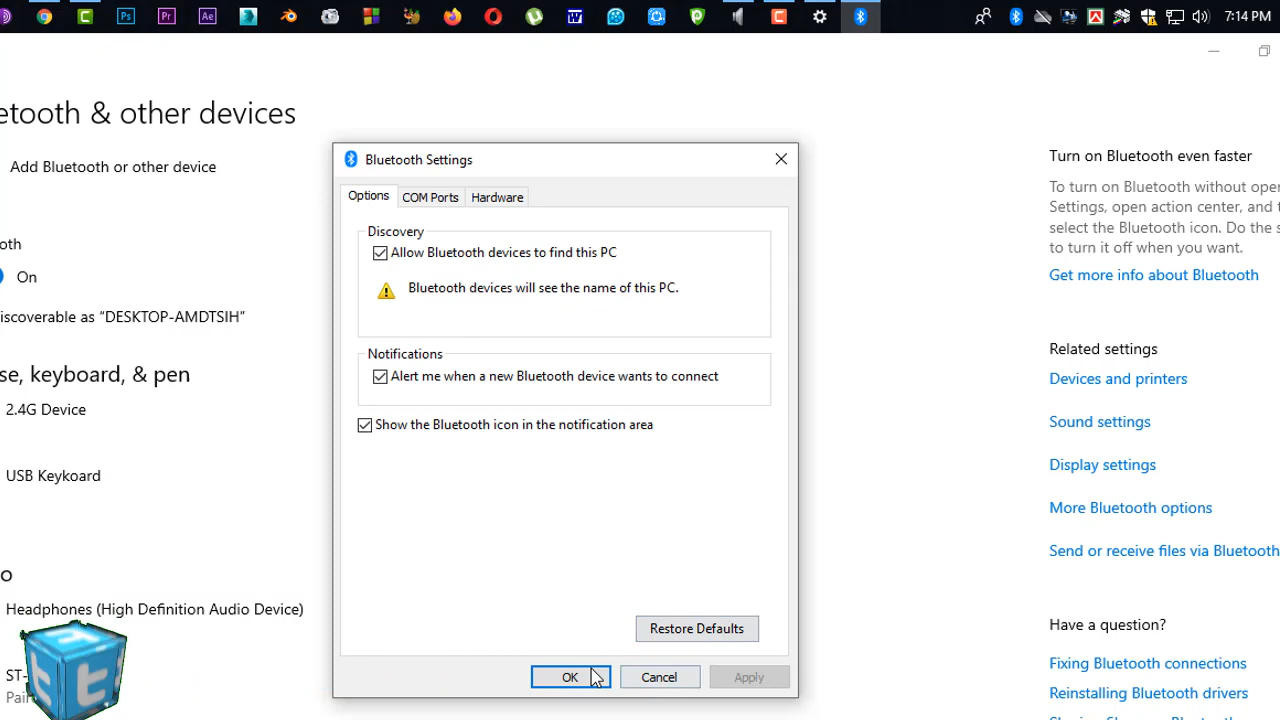 Ps
Pr
Ae
W
7:14 PM
etooth & other devices
Add Bluetooth or other device
oth
On
iscoverable as “DESKTOP-AMDTSIH”
se, keyboard, & pen
2.4G Device
USB Keykoard
o
Headphones (High Definition Audio Device)
ST-
Pai
Bluetooth Settings
Options
COM Ports
Hardware
Discovery
Allow Bluetooth devices to find this PC
Bluetooth devices will see the name of this PC.
Notifications
Alert me when a new Bluetooth device wants to connect
Show the Bluetooth icon in the notification area
Restore Defaults
OK
Cancel
Apply
Turn on Bluetooth even faster
To turn on Bluetooth without ope
Settings, open action center, and t
select the Bluetooth icon. Do the s
to turn it off when you want.
Get more info about Bluetooth
Related settings
Devices and printers
Sound settings
Display settings
More Bluetooth options
Send or receive files via Bluetooth
Have a question?
Fixing Bluetooth connections
Reinstalling Bluetooth drivers